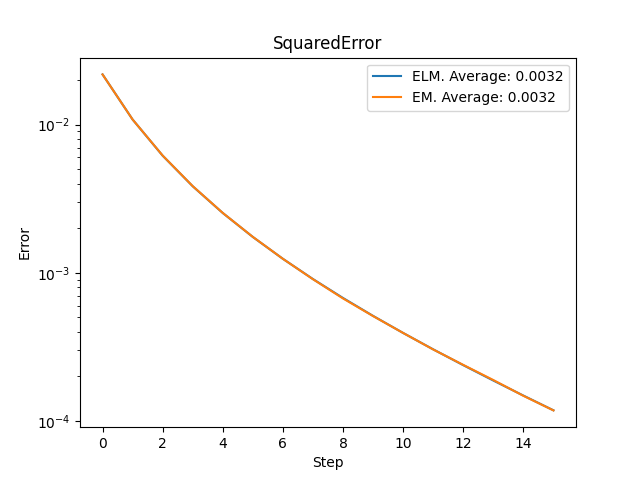 SquaredError
ELM. Average: 0.0032
EM. Average: 0.0032
Error
10⁻²
10⁻³
10⁻⁴
0 2 4 6 8 10 12 14
Step